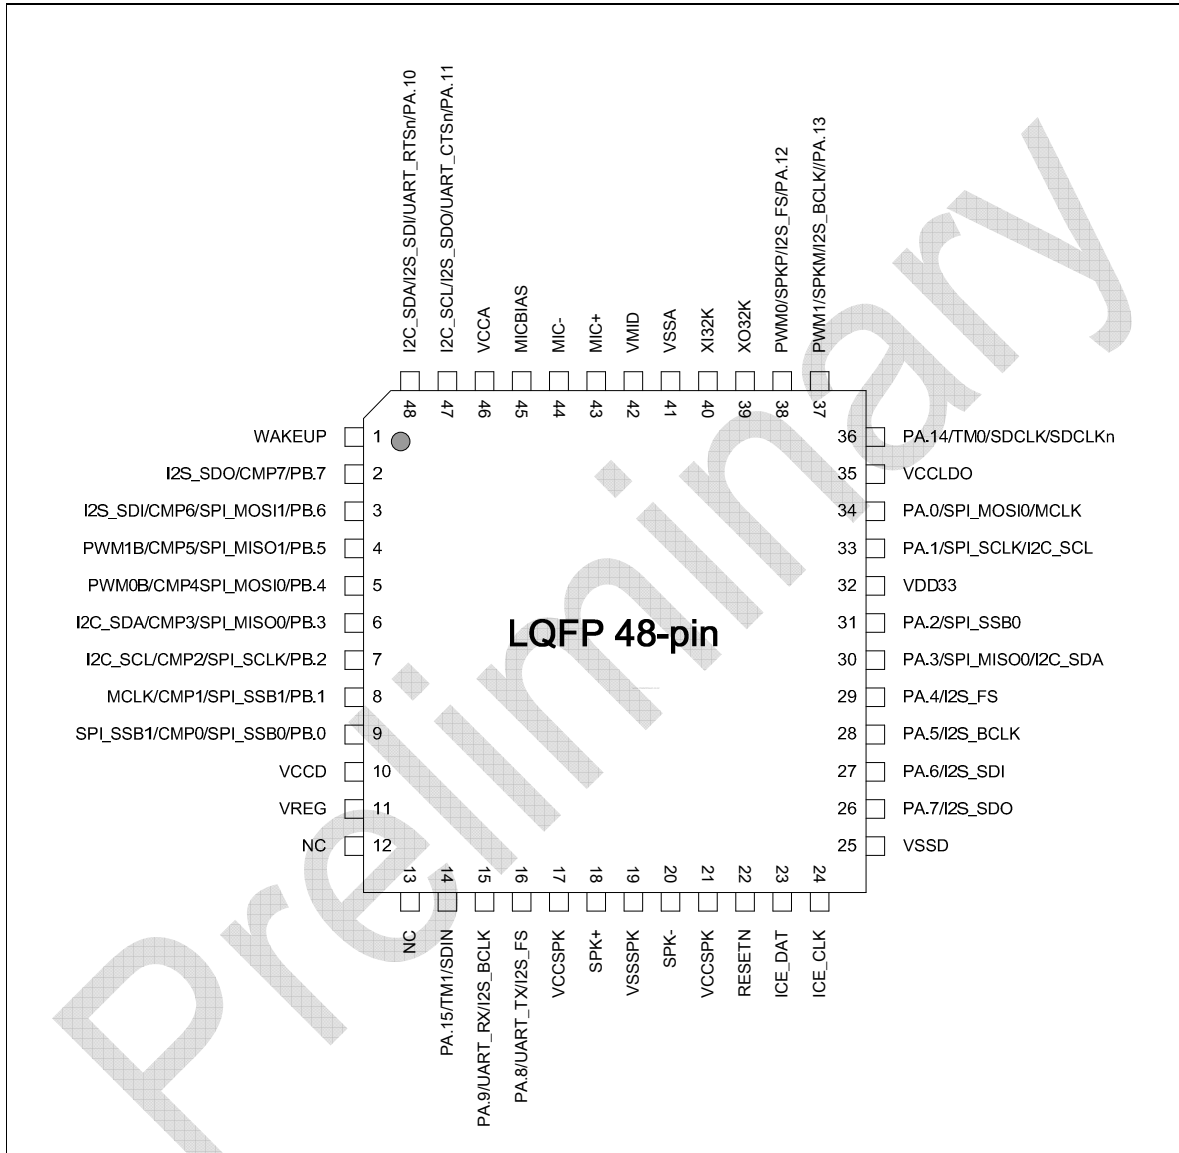 I2C_SDA/I2S_SDI/UART_RTSn/PA.10
I2C_SCL/I2S_SDO/UART_CTSn/PA.11
VCCA
MICBIAS
MIC-
MIC+
VMID
VSSA
XI32K
XO32K
PWM0/SPKP/I2S_FS/PA.12
PWM1/SPKM/I2S_BCLK//PA.13
48
47
46
45
44
43
42
41
40
39
38
37
WAKEUP 1
I2S_SDO/CMP7/PB.7 2
I2S_SDI/CMP6/SPI_MOSI1/PB.6 3
PWM1B/CMP5/SPI_MISO1/PB.5 4
PWM0B/CMP4SPI_MOSI0/PB.4 5
I2C_SDA/CMP3/SPI_MISO0/PB.3 6
I2C_SCL/CMP2/SPI_SCLK/PB.2 7
MCLK/CMP1/SPI_SSB1/PB.1 8
SPI_SSB1/CMP0/SPI_SSB0/PB.0 9
VCCD 10
VREG 11
NC 12
LQFP 48-pin
36 PA.14/TM0/SDCLK/SDCLKn
35 VCCLDO
34 PA.0/SPI_MOSI0/MCLK
33 PA.1/SPI_SCLK/I2C_SCL
32 VDD33
31 PA.2/SPI_SSB0
30 PA.3/SPI_MISO0/I2C_SDA
29 PA.4/I2S_FS
28 PA.5/I2S_BCLK
27 PA.6/I2S_SDI
26 PA.7/I2S_SDO
25 VSSD
13
14
15
16
17
18
19
20
21
22
23
24
NC
PA.15/TM1/SDIN
PA.9/UART_RX/I2S_BCLK
PA.8/UART_TX/I2S_FS
VCCSPK
SPK+
VSSSPK
SPK-
VCCSPK
RESETN
ICE_DAT
ICE_CLK
Preliminary